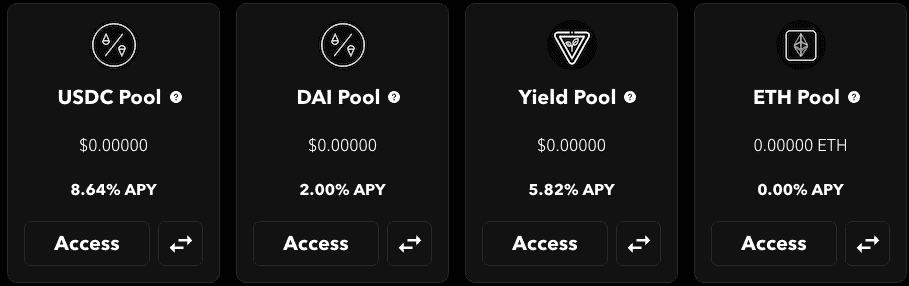 USDC Pool ?
$0.00000
8.64% APY
Access
DAI Pool ?
$0.00000
2.00% APY
Access
Yield Pool ?
$0.00000
5.82% APY
Access
ETH Pool ?
0.00000 ETH
0.00% APY
Access